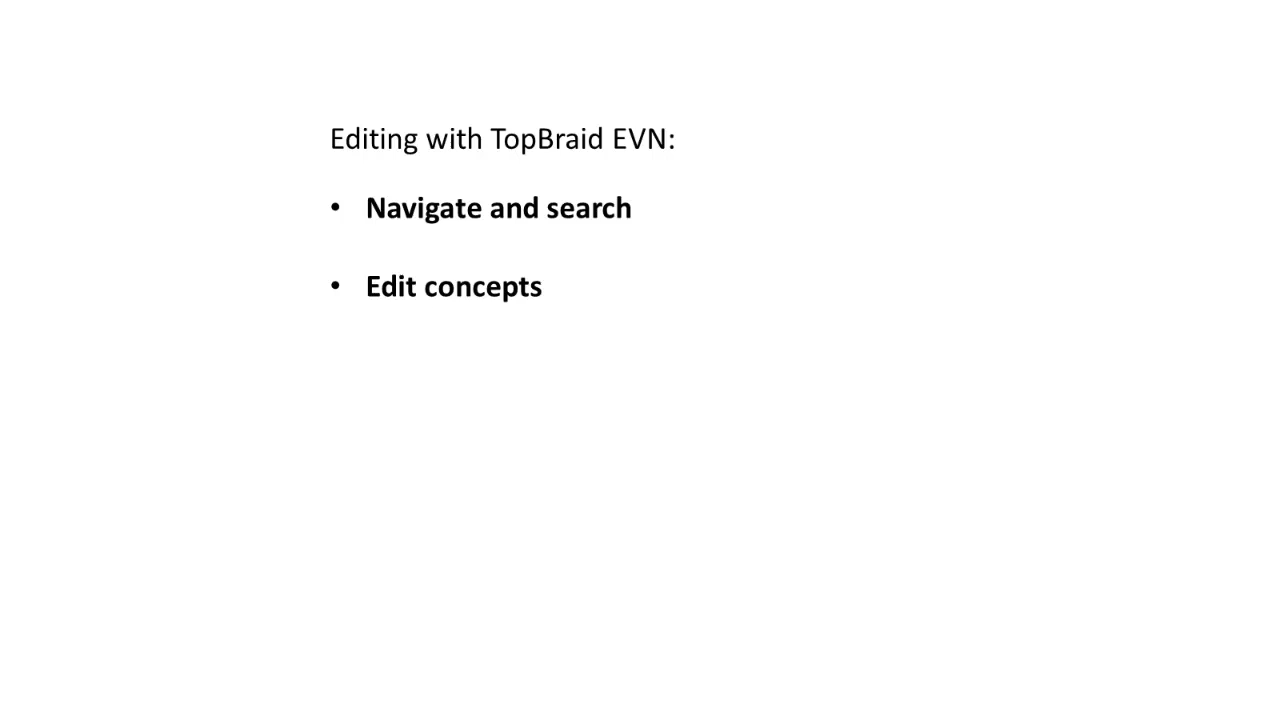 Editing with TopBraid EVN:
• Navigate and search
• Edit concepts